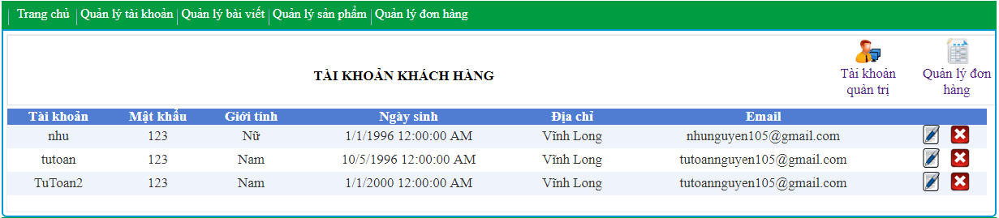 Trang chủ Quản lý tài khoản Quản lý bài viết Quản lý sản phẩm Quản lý đơn hàng
TÀI KHOẢN KHÁCH HÀNG
Tài khoản
quản trị
Quản lý đơn
hàng
Tài khoản Mật khẩu Giới tính Ngày sinh Địa chỉ Email
nhu 123 Nữ 1/1/1996 12:00:00 AM Vĩnh Long nhunguyen105@gmail.com
tutoan 123 Nam 10/5/1996 12:00:00 AM Vĩnh Long tutoannguyen105@gmail.com
TuToan2 123 Nam 1/1/2000 12:00:00 AM Vĩnh Long tutoannguyen105@gmail.com